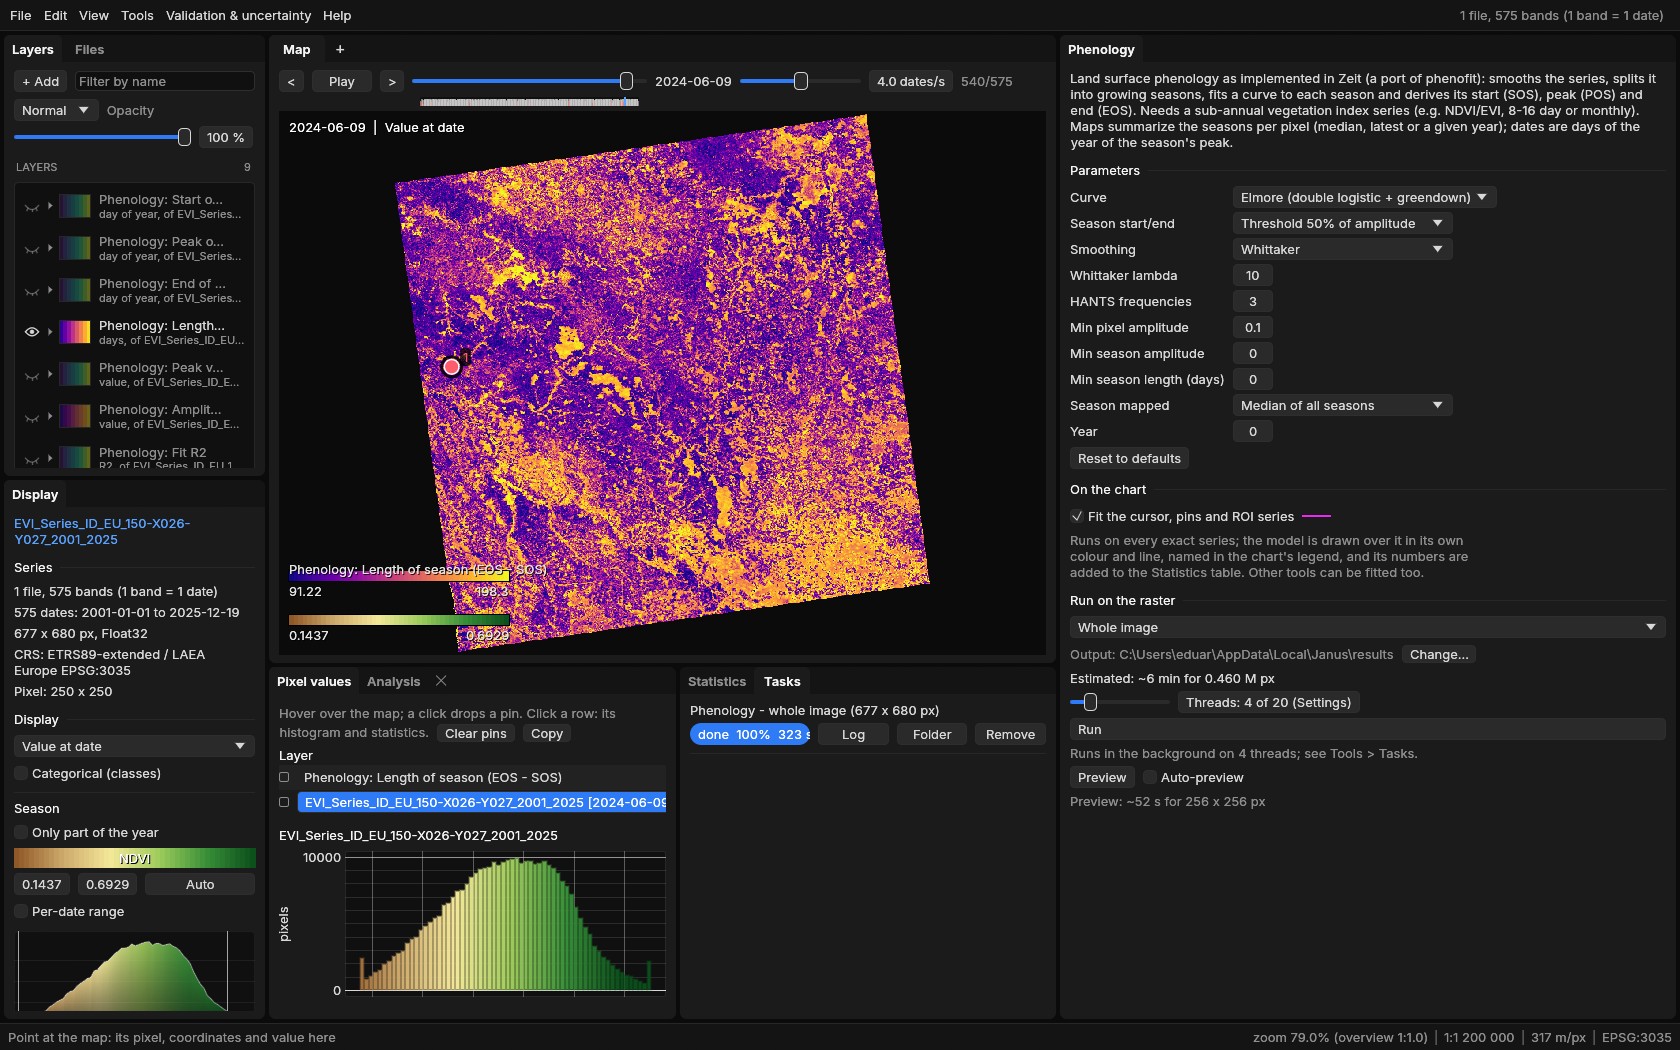 File Edit View Tools Validation & uncertainty Help
1 file, 575 bands (1 band = 1 date)
Layers Files
+ Add Filter by name
Normal Opacity
100 %
LAYERS 9
Phenology: Start o...
day of year, of EVI_Series...
Phenology: Peak o...
day of year, of EVI_Series...
Phenology: End of ...
day of year, of EVI_Series...
Phenology: Length...
days, of EVI_Series_ID_EU...
Phenology: Peak v...
value, of EVI_Series_ID_E...
Phenology: Amplit...
value, of EVI_Series_ID_E...
Phenology: Fit R2
R2, of EVI_Series_ID_EU_1...
Display
EVI_Series_ID_EU_150-X026-
Y027_2001_2025
Series
1 file, 575 bands (1 band = 1 date)
575 dates: 2001-01-01 to 2025-12-19
677 x 680 px, Float32
CRS: ETRS89-extended / LAEA
Europe EPSG:3035
Pixel: 250 x 250
Display
Value at date
Categorical (classes)
Season
Only part of the year
NDVI
0.1437 0.6929 Auto
Per-date range
Map +
< Play > 2024-06-09 4.0 dates/s 540/575
2024-06-09 | Value at date
1
Phenology: Length of season (EOS - SOS)
91.22 198.3
0.1437 0.6929
Pixel values Analysis
Hover over the map; a click drops a pin. Click a row: its
histogram and statistics. Clear pins Copy
Layer
Phenology: Length of season (EOS - SOS)
EVI_Series_ID_EU_150-X026-Y027_2001_2025 [2024-06-09
EVI_Series_ID_EU_150-X026-Y027_2001_2025
10000
pixels
0
Statistics Tasks
Phenology - whole image (677 x 680 px)
done 100% 323 s Log Folder Remove
Phenology
Land surface phenology as implemented in Zeit (a port of phenofit): smooths the series, splits it
into growing seasons, fits a curve to each season and derives its start (SOS), peak (POS) and
end (EOS). Needs a sub-annual vegetation index series (e.g. NDVI/EVI, 8-16 day or monthly).
Maps summarize the seasons per pixel (median, latest or a given year); dates are days of the
year of the season's peak.
Parameters
Curve Elmore (double logistic + greendown)
Season start/end Threshold 50% of amplitude
Smoothing Whittaker
Whittaker lambda 10
HANTS frequencies 3
Min pixel amplitude 0.1
Min season amplitude 0
Min season length (days) 0
Season mapped Median of all seasons
Year 0
Reset to defaults
On the chart
Fit the cursor, pins and ROI series
Runs on every exact series; the model is drawn over it in its own
colour and line, named in the chart's legend, and its numbers are
added to the Statistics table. Other tools can be fitted too.
Run on the raster
Whole image
Output: C:\Users\eduar\AppData\Local\Janus\results Change...
Estimated: ~6 min for 0.460 M px
Threads: 4 of 20 (Settings)
Run
Runs in the background on 4 threads; see Tools > Tasks.
Preview Auto-preview
Preview: ~52 s for 256 x 256 px
Point at the map: its pixel, coordinates and value here
zoom 79.0% (overview 1:1.0) | 1:1 200 000 | 317 m/px | EPSG:3035